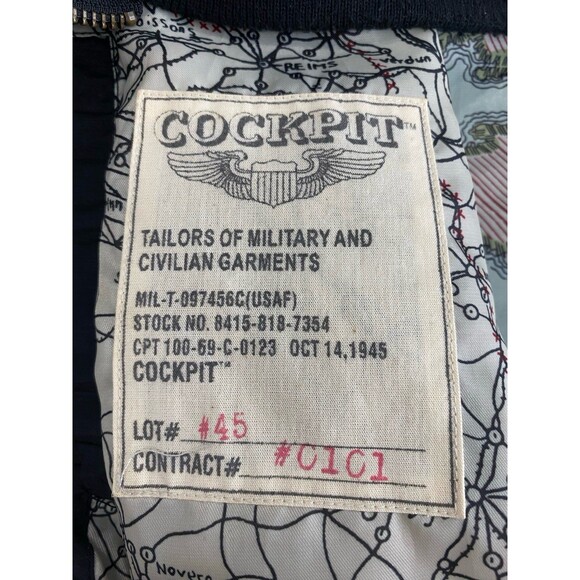 REIMS
Verdun
COCKPIT™
TAILORS OF MILITARY AND
CIVILIAN GARMENTS
MIL-T-097456C(USAF)
STOCK NO. 8415-818-7354
CPT 100-69-C-0123 OCT 14,1945
COCKPIT™
LOT# #45
CONTRACT# #0101